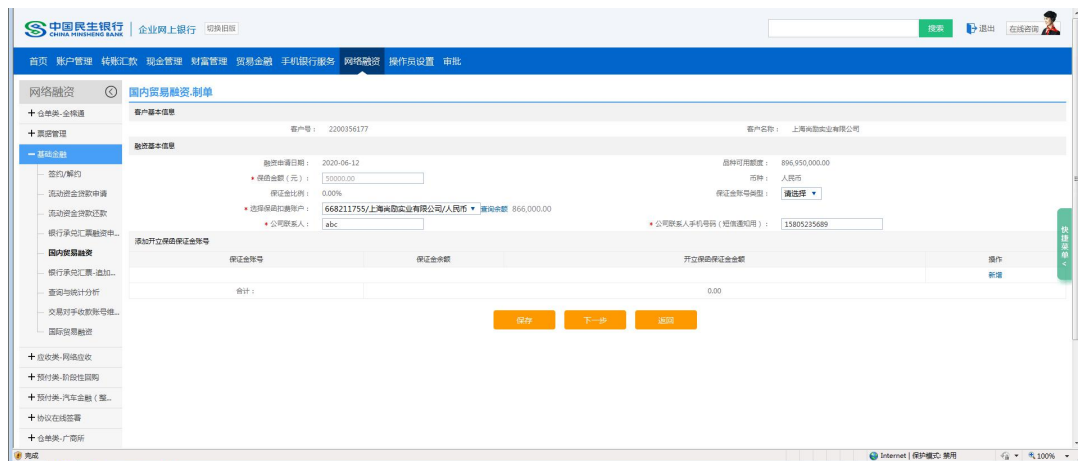 中国民生银行 企业网上银行 切换旧版 搜索 退出 在线咨询
CHINA MINSHENG BANK
首页 账户管理 转账汇款 现金管理 财富管理 贸易金融 手机银行服务 网络融资 操作员设置 审批
网络融资
国内贸易融资.制单
仓单类-全棉通
票据管理
基础金融
签约/解约
流动资金贷款申请
流动资金贷款还款
银行承兑汇票融资申...
国内贸易融资
银行承兑汇票-追加...
查询与统计分析
交易对手收款账号维...
国际贸易融资
应收类-网络应收
预付类-阶段性回购
预付类-汽车金融(整...
协议在线签署
仓单类-广商所
客户基本信息
客户号: 2200356177 客户名称: 上海尚励实业有限公司
融资基本信息
融资申请日期: 2020-06-12 品种可用额度: 896,950,000.00
* 保函金额(元): 50000.00 币种: 人民币
保证金比例: 0.00% 保证金账号类型: 请选择
* 选择保函扣费账户: 668211755/上海尚励实业有限公司/人民币 查询余额 866,000.00
* 公司联系人: abc * 公司联系人手机号码(短信通知用): 15805235689
添加开立保函保证金账号
保证金账号 保证金余额 开立保函保证金金额 操作
新增
合计: 0.00
保存 下一步 返回
快捷菜单 <
完成 Internet | 保护模式: 禁用 100%